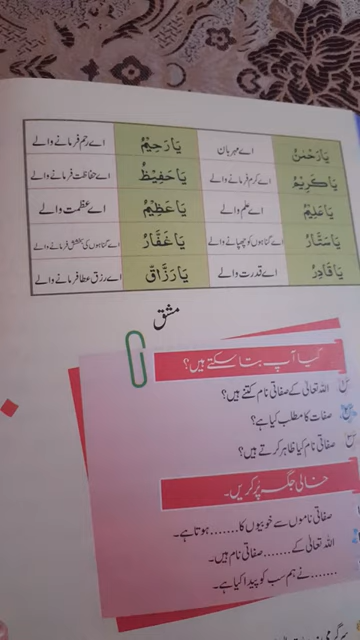 يَا رَحْمٰنُ اے مہربان يَا رَحِيْمُ اے رحم فرمانے والے
يَا كَرِيْمُ اے کرم فرمانے والے يَا حَفِيْظُ اے حفاظت فرمانے والے
يَا عَلِيْمُ اے علم والے يَا عَظِيْمُ اے عظمت والے
يَا سَتَّارُ اے گناہوں کو چھپانے والے يَا غَفَّارُ اے گناہوں کی بخشش فرمانے والے
يَا قَادِرُ اے قدرت والے يَا رَزَّاقُ اے رزق عطا فرمانے والے
مشق
کیا آپ بتا سکتے ہیں؟
اللہ تعالیٰ کے صفاتی نام کتنے ہیں؟
صفات کا مطلب کیا ہے؟
صفاتی نام کیا ظاہر کرتے ہیں؟
خالی جگہ پُر کریں۔
صفاتی ناموں سے خوبیوں کا ....... ہوتا ہے۔
اللہ تعالیٰ کے ....... صفاتی نام ہیں۔
....... نے ہم سب کو پیدا کیا ہے۔